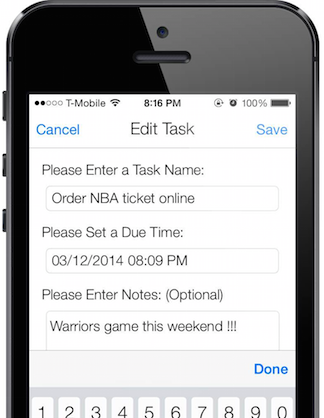 T-Mobile 8:16 PM 100%
Cancel Edit Task Save
Please Enter a Task Name:
Order NBA ticket online
Please Set a Due Time:
03/12/2014 08:09 PM
Please Enter Notes: (Optional)
Warriors game this weekend !!!
Done
1 2 3 4 5 6 7 8 9 0